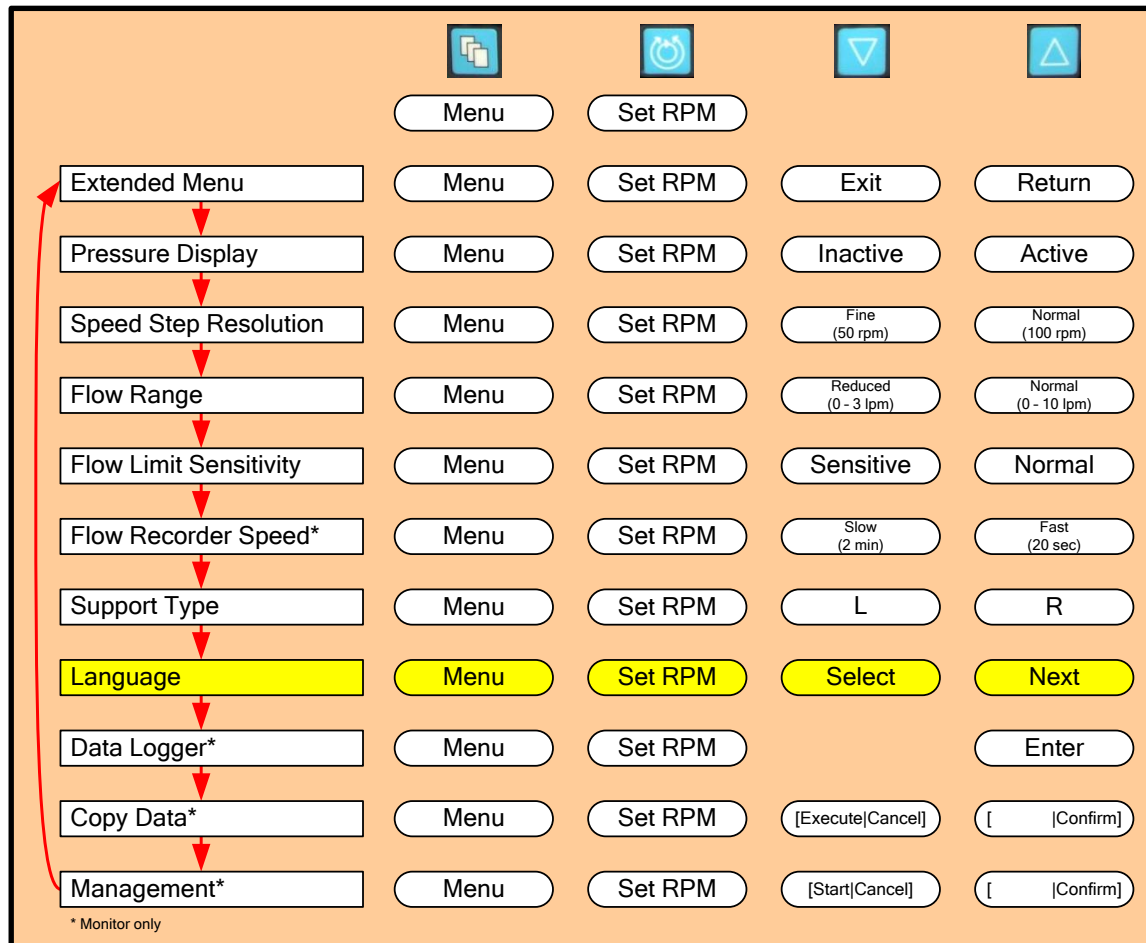 Menu Set RPM
Extended Menu Menu Set RPM Exit Return
Pressure Display Menu Set RPM Inactive Active
Speed Step Resolution Menu Set RPM Fine (50 rpm) Normal (100 rpm)
Flow Range Menu Set RPM Reduced (0 - 3 lpm) Normal (0 - 10 lpm)
Flow Limit Sensitivity Menu Set RPM Sensitive Normal
Flow Recorder Speed* Menu Set RPM Slow (2 min) Fast (20 sec)
Support Type Menu Set RPM L R
Language Menu Set RPM Select Next
Data Logger* Menu Set RPM Enter
Copy Data* Menu Set RPM [Execute|Cancel] [ |Confirm]
Management* Menu Set RPM [Start|Cancel] [ |Confirm]
* Monitor only